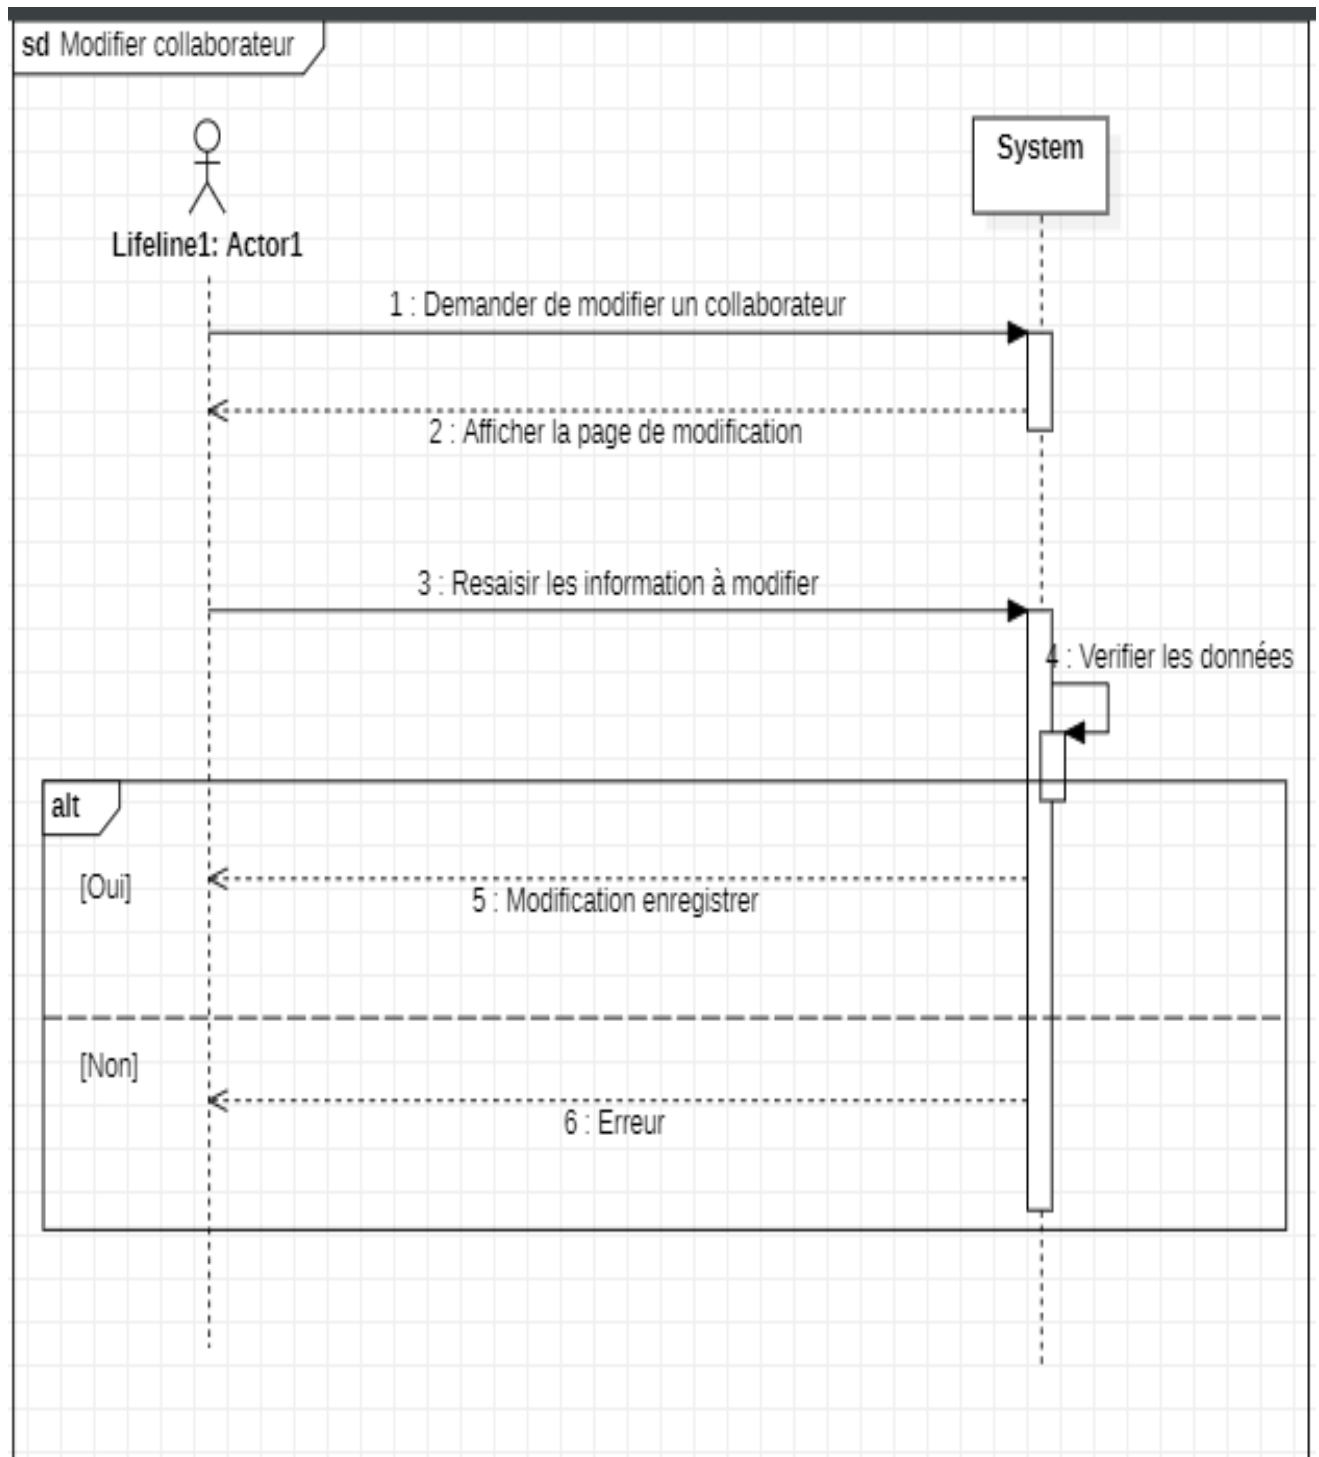 sd Modifier collaborateur
System
Lifeline1: Actor1
1 : Demander de modifier un collaborateur
2 : Afficher la page de modification
3 : Resaisir les information à modifier
4 : Verifier les données
alt
[Oui]
5 : Modification enregistrer
[Non]
6 : Erreur